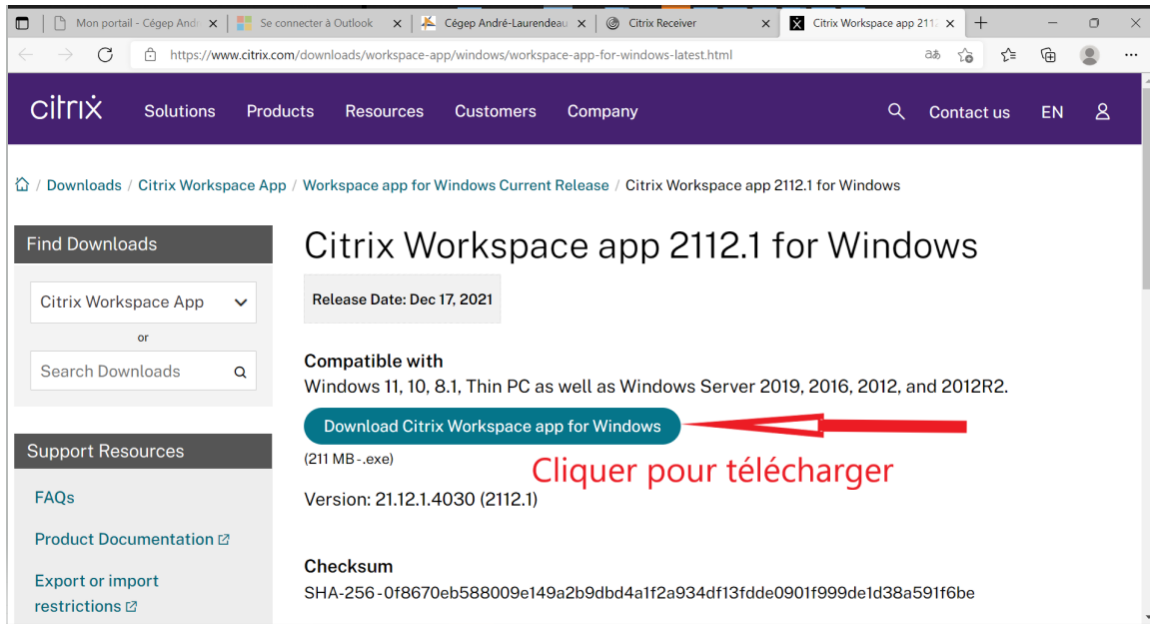 Mon portail - Cégep Andr
Se connecter à Outlook
Cégep André-Laurendeau
Citrix Receiver
Citrix Workspace app 2112
https://www.citrix.com/downloads/workspace-app/windows/workspace-app-for-windows-latest.html
citrix
Solutions Products Resources Customers Company Contact us EN
/ Downloads / Citrix Workspace App / Workspace app for Windows Current Release / Citrix Workspace app 2112.1 for Windows
Find Downloads
Citrix Workspace App
or
Search Downloads
Support Resources
FAQs
Product Documentation
Export or import
restrictions
Citrix Workspace app 2112.1 for Windows
Release Date: Dec 17, 2021
Compatible with
Windows 11, 10, 8.1, Thin PC as well as Windows Server 2019, 2016, 2012, and 2012R2.
Download Citrix Workspace app for Windows
(211 MB - .exe)
Cliquer pour télécharger
Version: 21.12.1.4030 (2112.1)
Checksum
SHA-256 - 0f8670eb588009e149a2b9dbd4a1f2a934df13fdde0901f999de1d38a591f6be